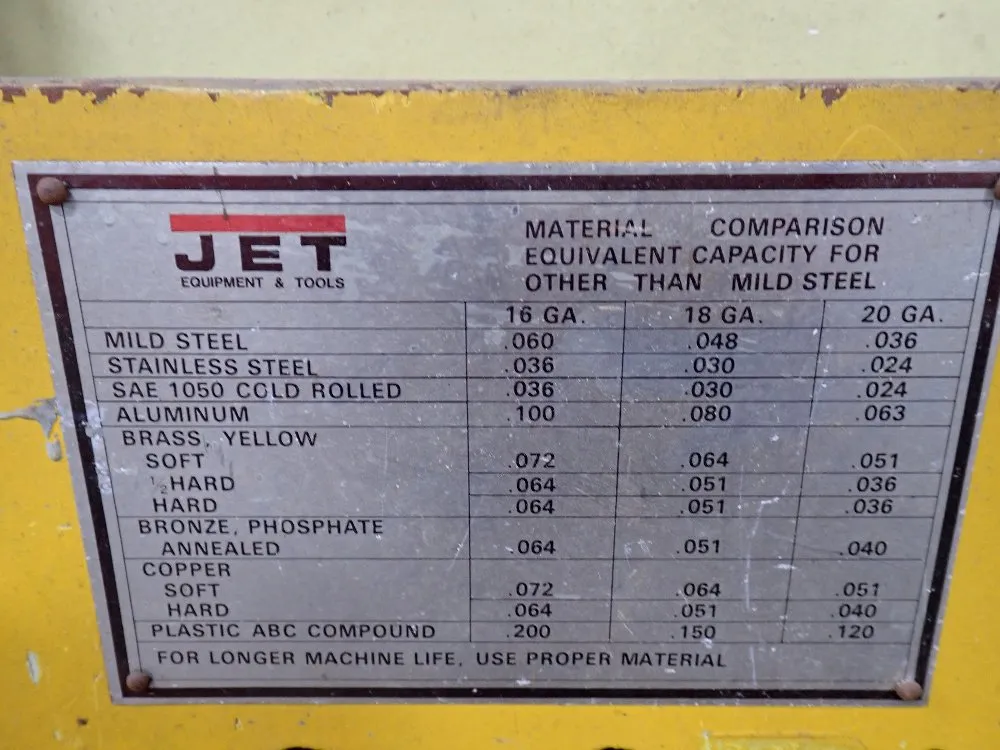 JET
EQUIPMENT & TOOLS
MATERIAL COMPARISON
EQUIVALENT CAPACITY FOR
OTHER THAN MILD STEEL
16 GA. 18 GA. 20 GA.
MILD STEEL .060 .048 .036
STAINLESS STEEL .036 .030 .024
SAE 1050 COLD ROLLED .036 .030 .024
ALUMINUM .100 .080 .063
BRASS, YELLOW
SOFT .072 .064 .051
½ HARD .064 .051 .036
HARD .064 .051 .036
BRONZE, PHOSPHATE
ANNEALED .064 .051 .040
COPPER
SOFT .072 .064 .051
HARD .064 .051 .040
PLASTIC ABC COMPOUND .200 .150 .120
FOR LONGER MACHINE LIFE, USE PROPER MATERIAL